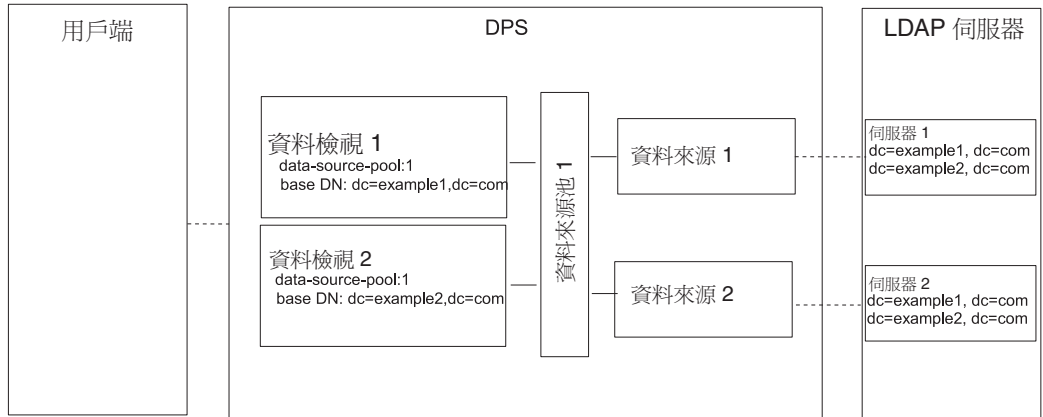 用戶端
DPS
LDAP 伺服器
資料檢視 1
data-source-pool:1
base DN: dc=example1,dc=com
資料檢視 2
data-source-pool:1
base DN: dc=example2,dc=com
資料來源池 1
資料來源 1
資料來源 2
伺服器 1
dc=example1, dc=com
dc=example2, dc=com
伺服器 2
dc=example1, dc=com
dc=example2, dc=com